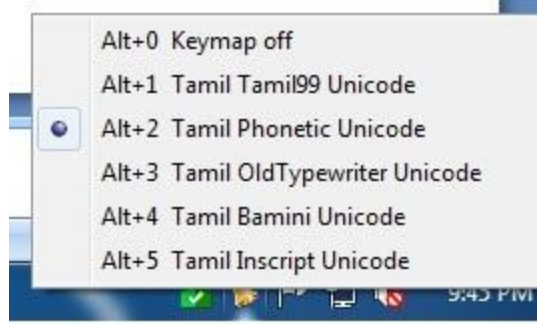 Alt+0 Keymap off
Alt+1 Tamil Tamil99 Unicode
Alt+2 Tamil Phonetic Unicode
Alt+3 Tamil OldTypewriter Unicode
Alt+4 Tamil Bamini Unicode
Alt+5 Tamil Inscript Unicode
9:45 PM